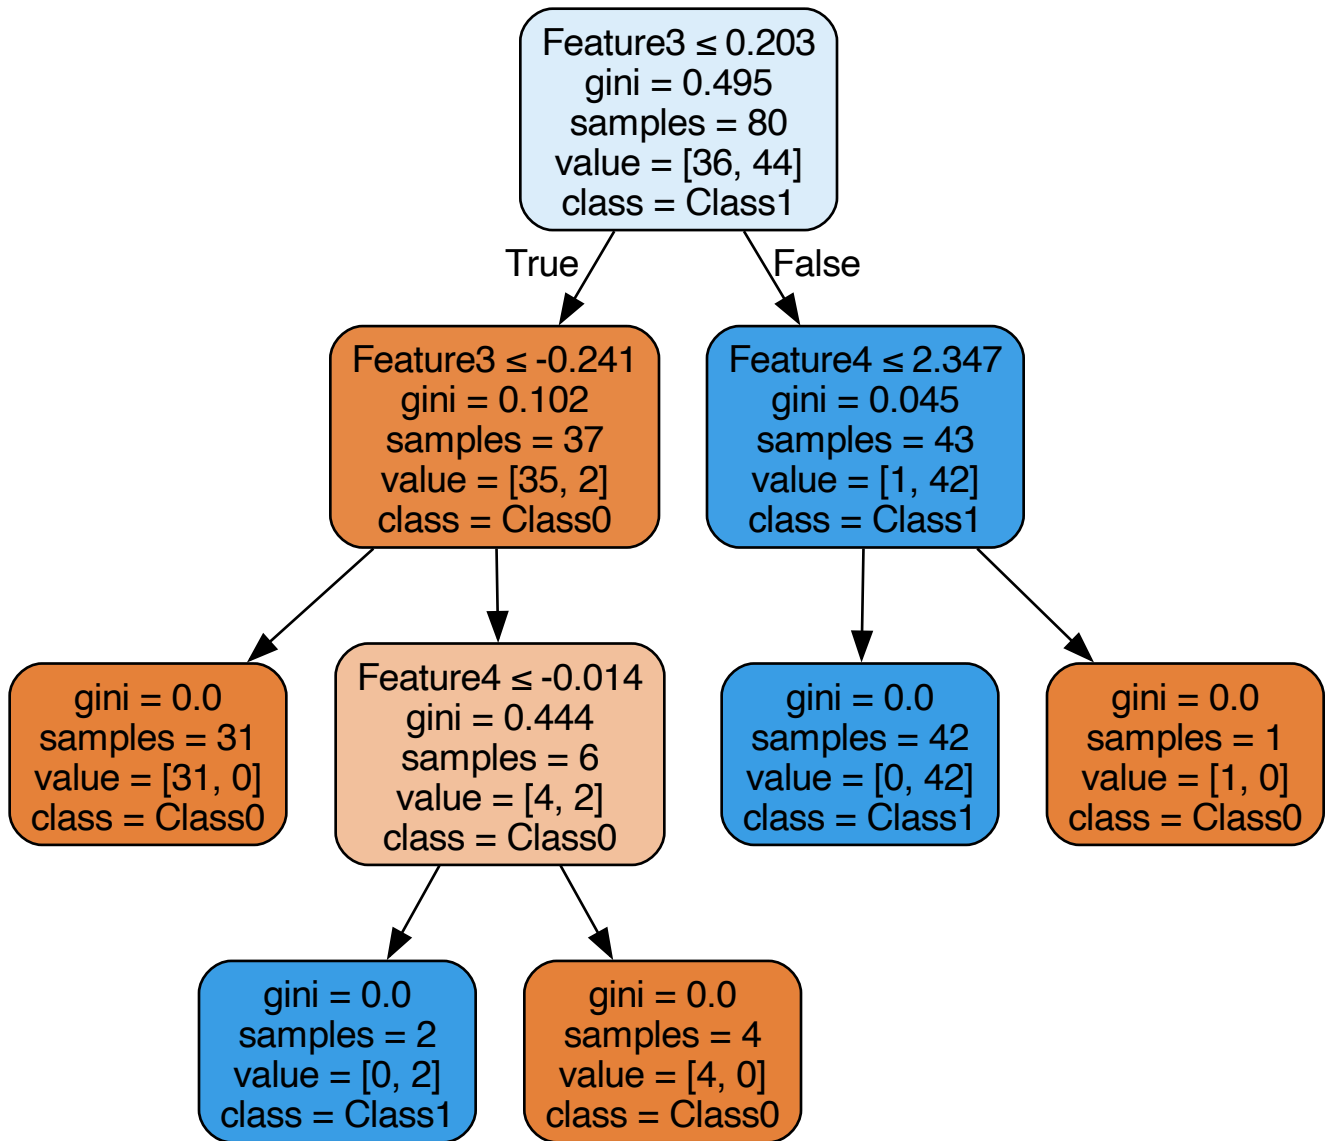 Feature3 ≤ 0.203
gini = 0.495
samples = 80
value = [36, 44]
class = Class1
True
False
Feature3 ≤ -0.241
gini = 0.102
samples = 37
value = [35, 2]
class = Class0
Feature4 ≤ 2.347
gini = 0.045
samples = 43
value = [1, 42]
class = Class1
gini = 0.0
samples = 31
value = [31, 0]
class = Class0
Feature4 ≤ -0.014
gini = 0.444
samples = 6
value = [4, 2]
class = Class0
gini = 0.0
samples = 42
value = [0, 42]
class = Class1
gini = 0.0
samples = 1
value = [1, 0]
class = Class0
gini = 0.0
samples = 2
value = [0, 2]
class = Class1
gini = 0.0
samples = 4
value = [4, 0]
class = Class0